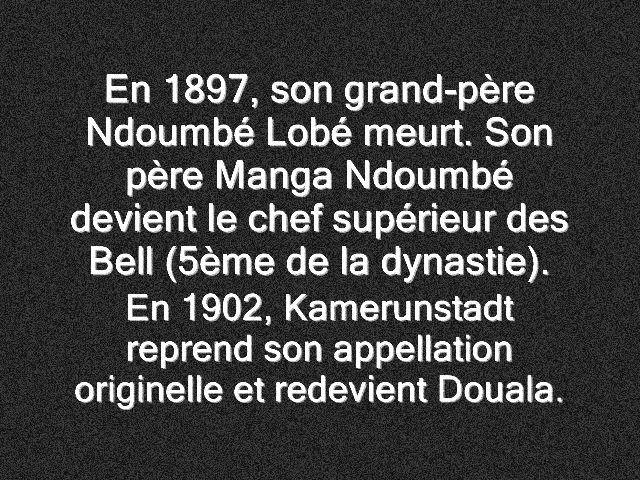 En 1897, son grand-père
Ndoumbé Lobé meurt. Son
père Manga Ndoumbé
devient le chef supérieur des
Bell (5ème de la dynastie).
En 1902, Kamerunstadt
reprend son appellation
originelle et redevient Douala.